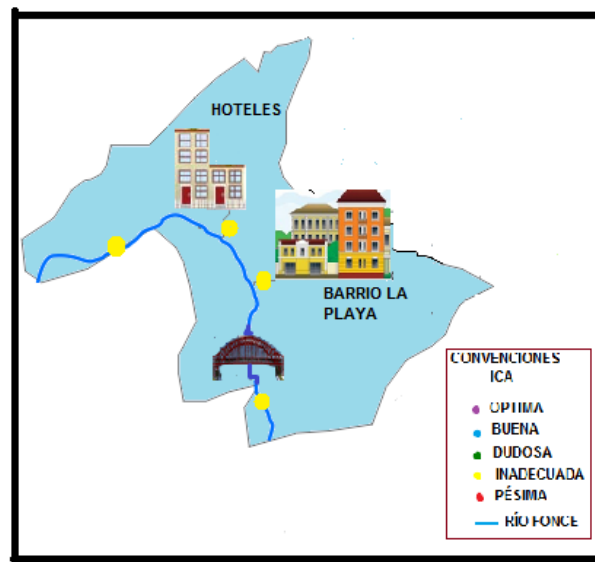 HOTELES
BARRIO LA
PLAYA
CONVENCIONES
ICA
OPTIMA
BUENA
DUDOSA
INADECUADA
PÉSIMA
RÍO FONCE